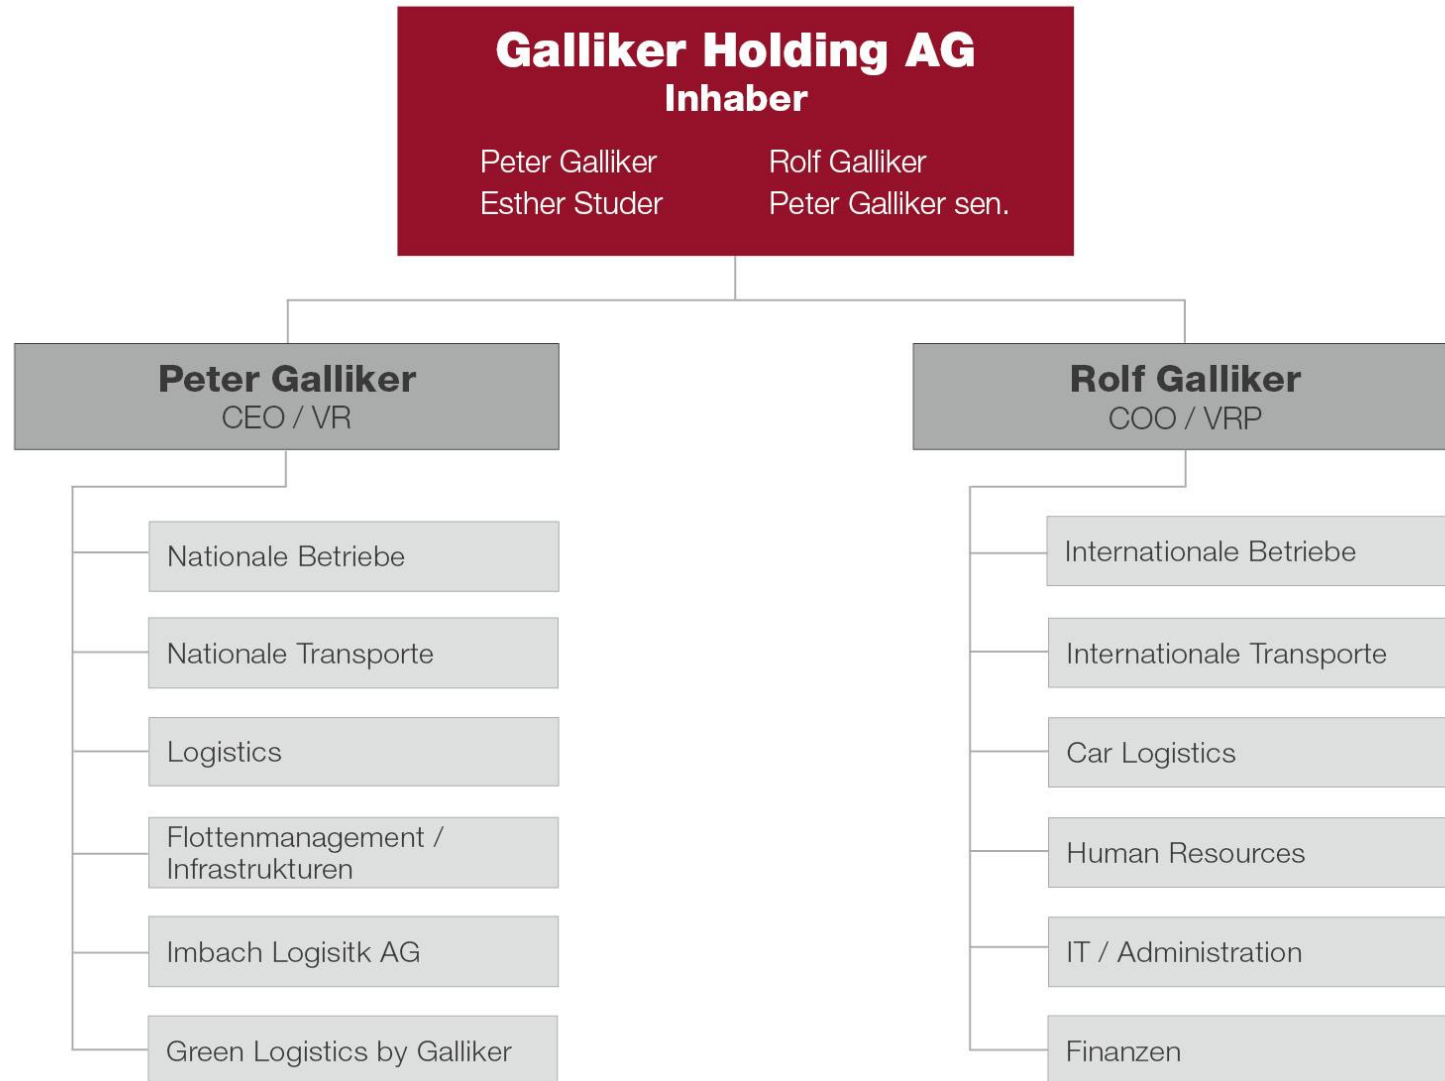 Galliker Holding AG
Inhaber
Peter Galliker
Rolf Galliker
Esther Studer
Peter Galliker sen.
Peter Galliker
CEO / VR
Nationale Betriebe
Nationale Transporte
Logistics
Flottenmanagement /
Infrastrukturen
Imbach Logisitk AG
Green Logistics by Galliker
Rolf Galliker
COO / VRP
Internationale Betriebe
Internationale Transporte
Car Logistics
Human Resources
IT / Administration
Finanzen